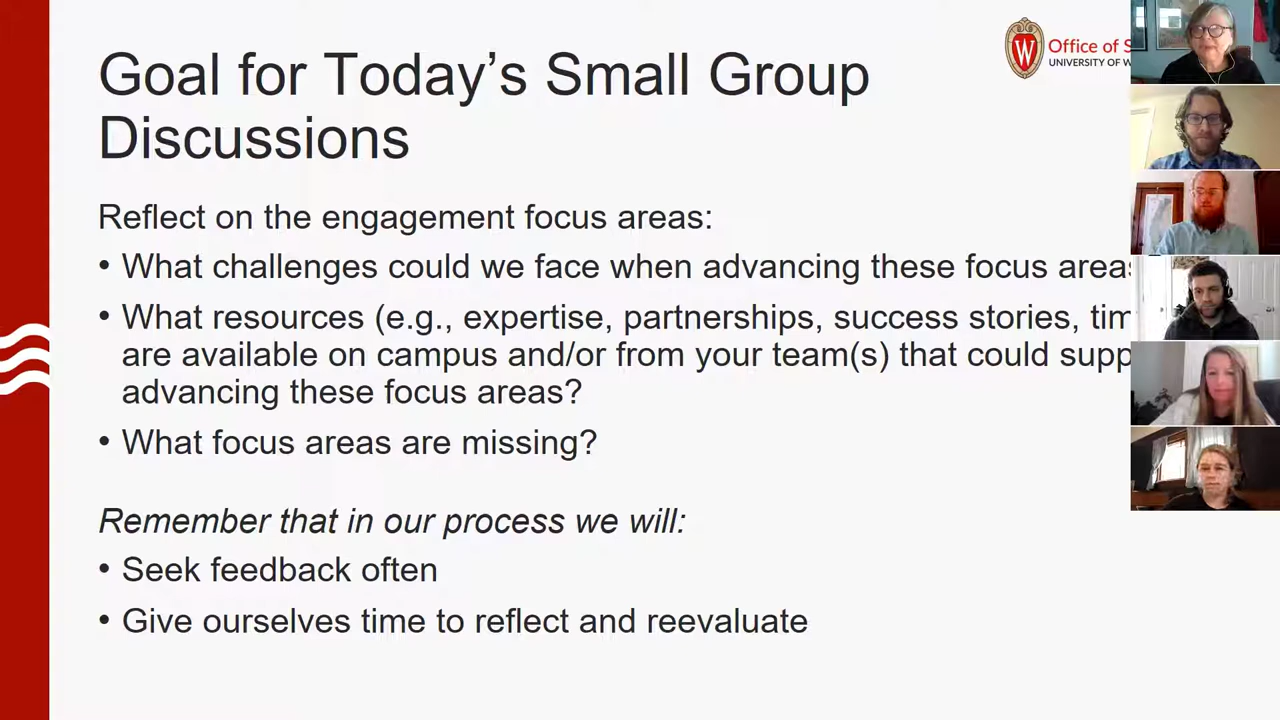 Goal for Today's Small Group
Discussions
W
Office of S
UNIVERSITY OF W
Reflect on the engagement focus areas:
• What challenges could we face when advancing these focus areas
• What resources (e.g., expertise, partnerships, success stories, tim
are available on campus and/or from your team(s) that could supp
advancing these focus areas?
• What focus areas are missing?
Remember that in our process we will:
• Seek feedback often
• Give ourselves time to reflect and reevaluate